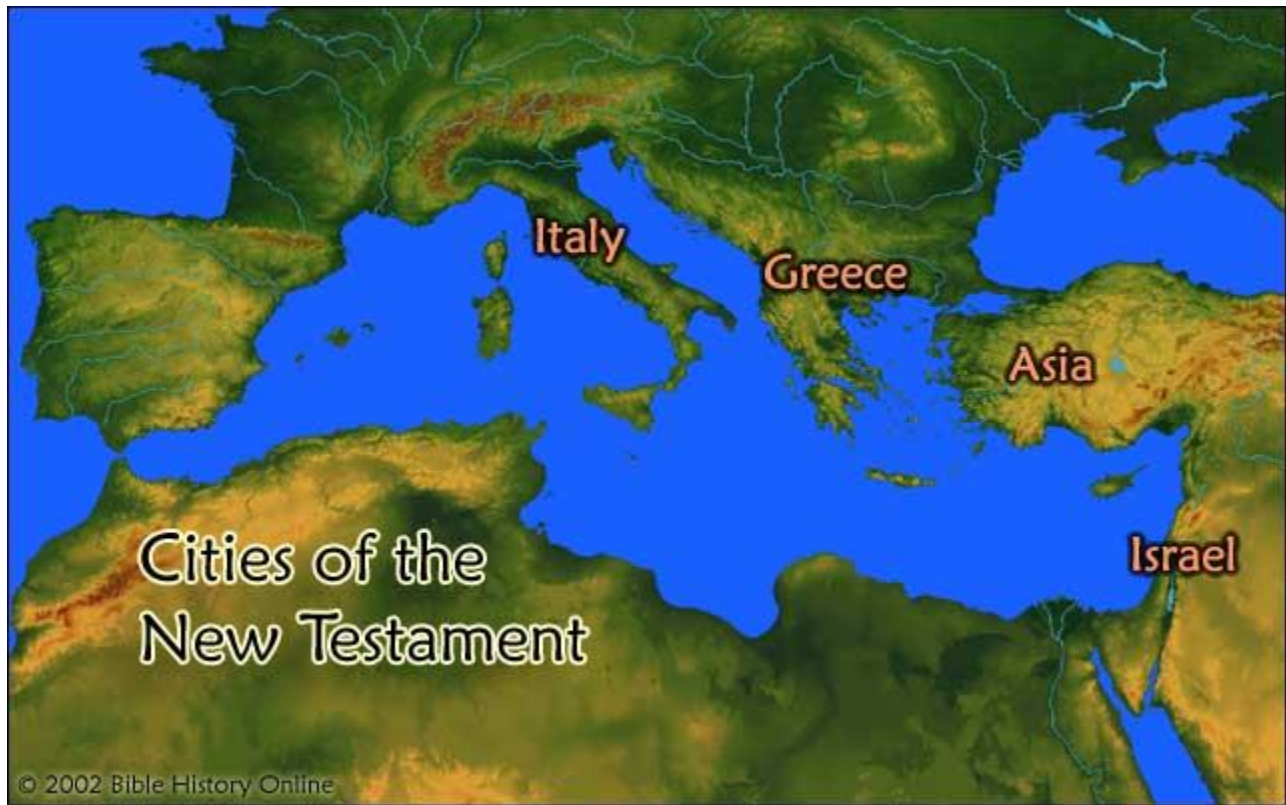 Italy
Greece
Asia
Israel
Cities of the
New Testament
© 2002 Bible History Online